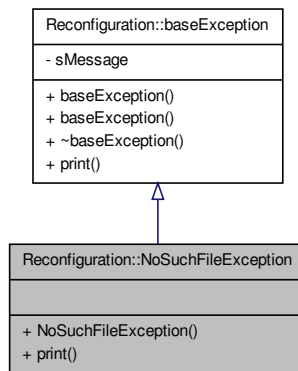 Reconfiguration::baseException
- sMessage
+ baseException()
+ baseException()
+ ~baseException()
+ print()
Reconfiguration::NoSuchFileException
+ NoSuchFileException()
+ print()